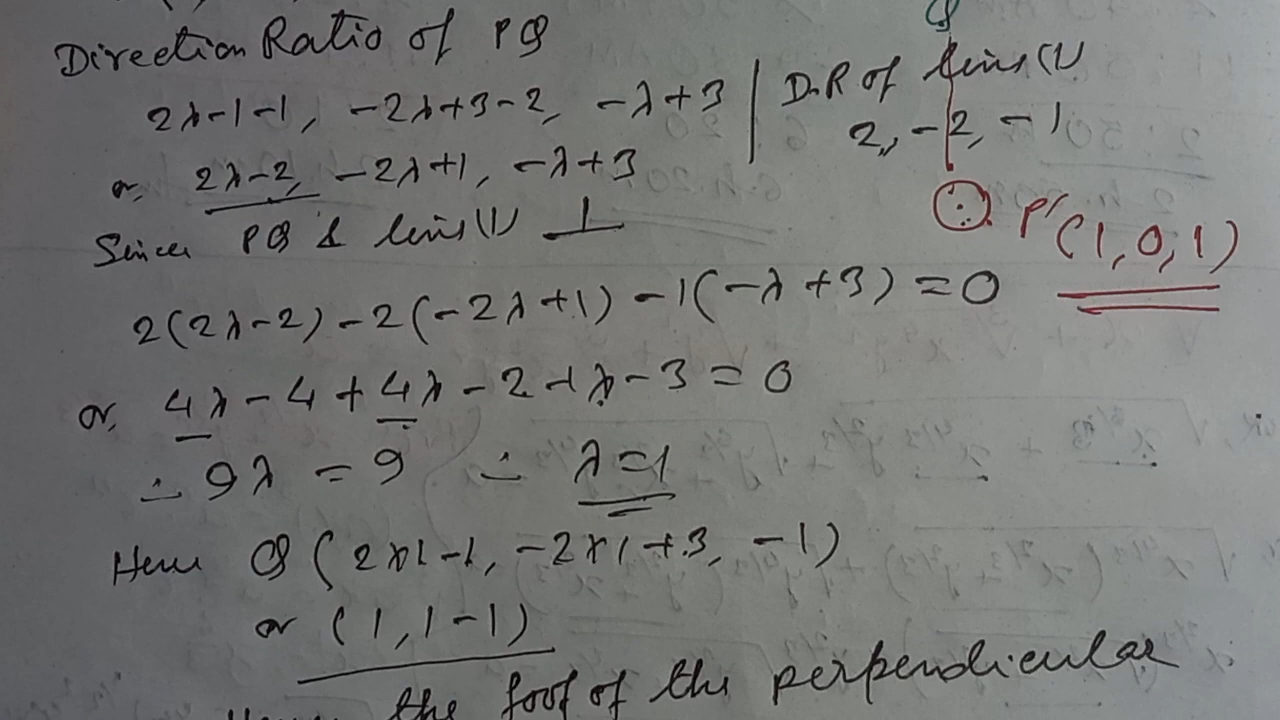 Direction Ratio of PQ
2λ-1-1, -2λ+3-2, -λ+3 | D.R of line (1)
or, 2λ-2, -2λ+1, -λ+3 2, -2, -1
Q
P'(1,0,1)
Since PQ & line (1) ⊥
2(2λ-2) -2(-2λ+1) -1(-λ+3) = 0
or, 4λ-4+4λ-2+λ-3 = 0
∴ 9λ = 9 ∴ λ=1
Here Q (2×1-1, -2×1+3, -1)
or (1, 1-1)
the foot of the perpendicular